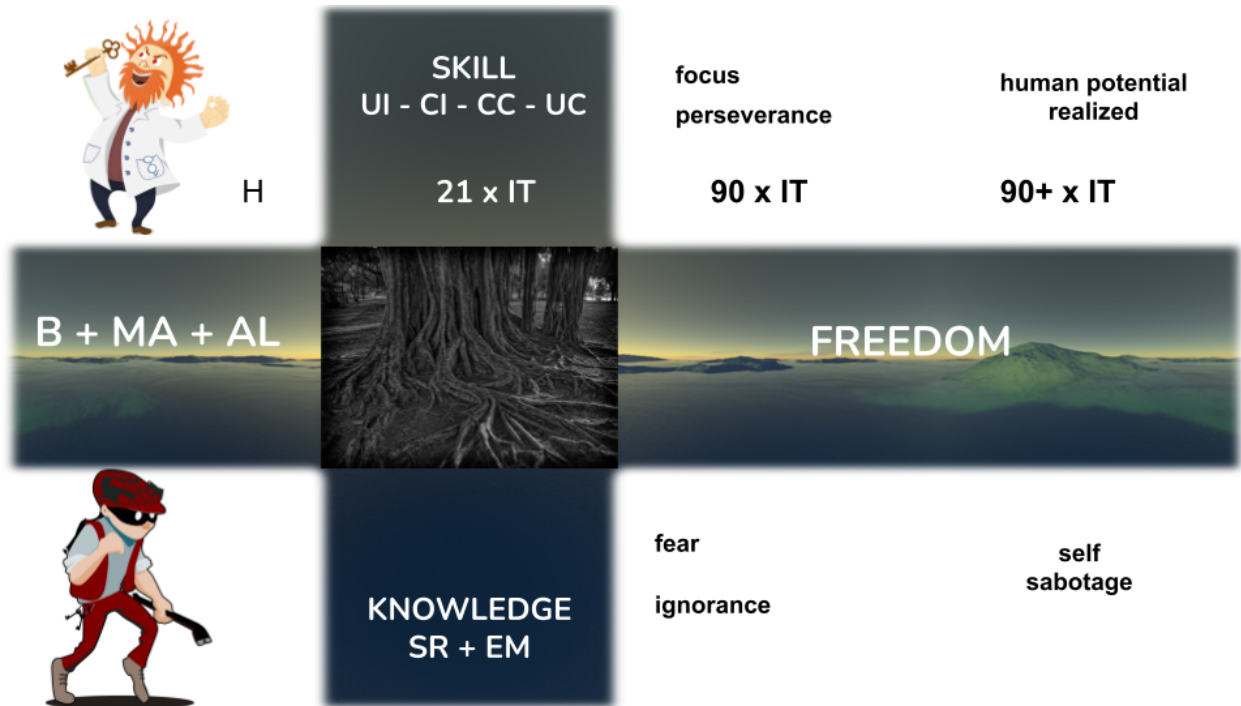 SKILL
UI - CI - CC - UC
focus
perseverance
human potential
realized
H
21 x IT
90 x IT
90+ x IT
B + MA + AL
FREEDOM
KNOWLEDGE
SR + EM
fear
ignorance
self
sabotage